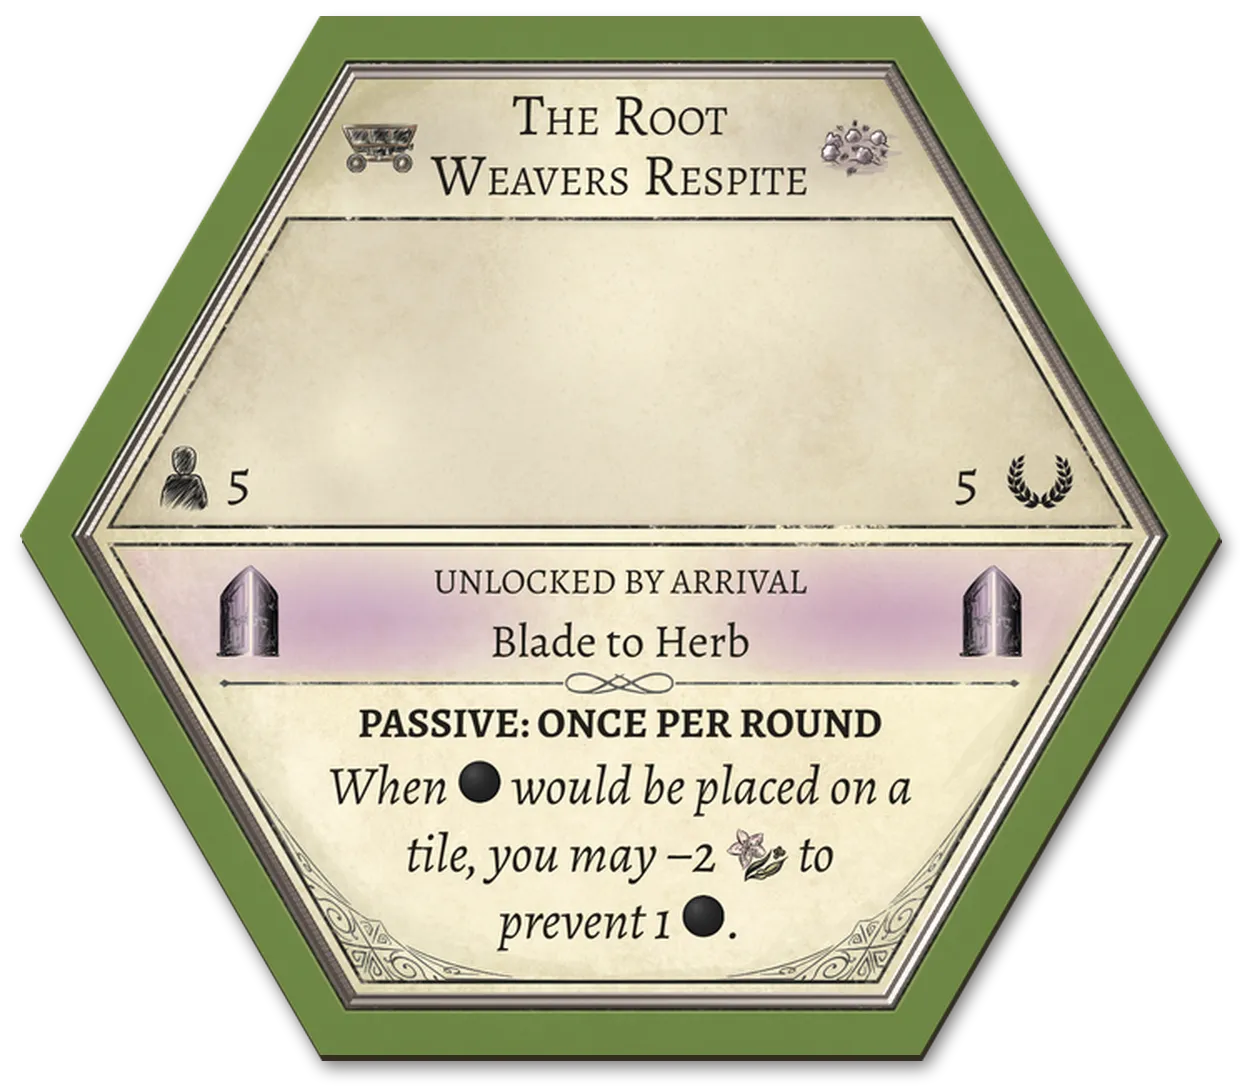 The Root
Weavers Respite
5
5
UNLOCKED BY ARRIVAL
Blade to Herb
PASSIVE: ONCE PER ROUND
When would be placed on a
tile, you may –2 to
prevent 1 .